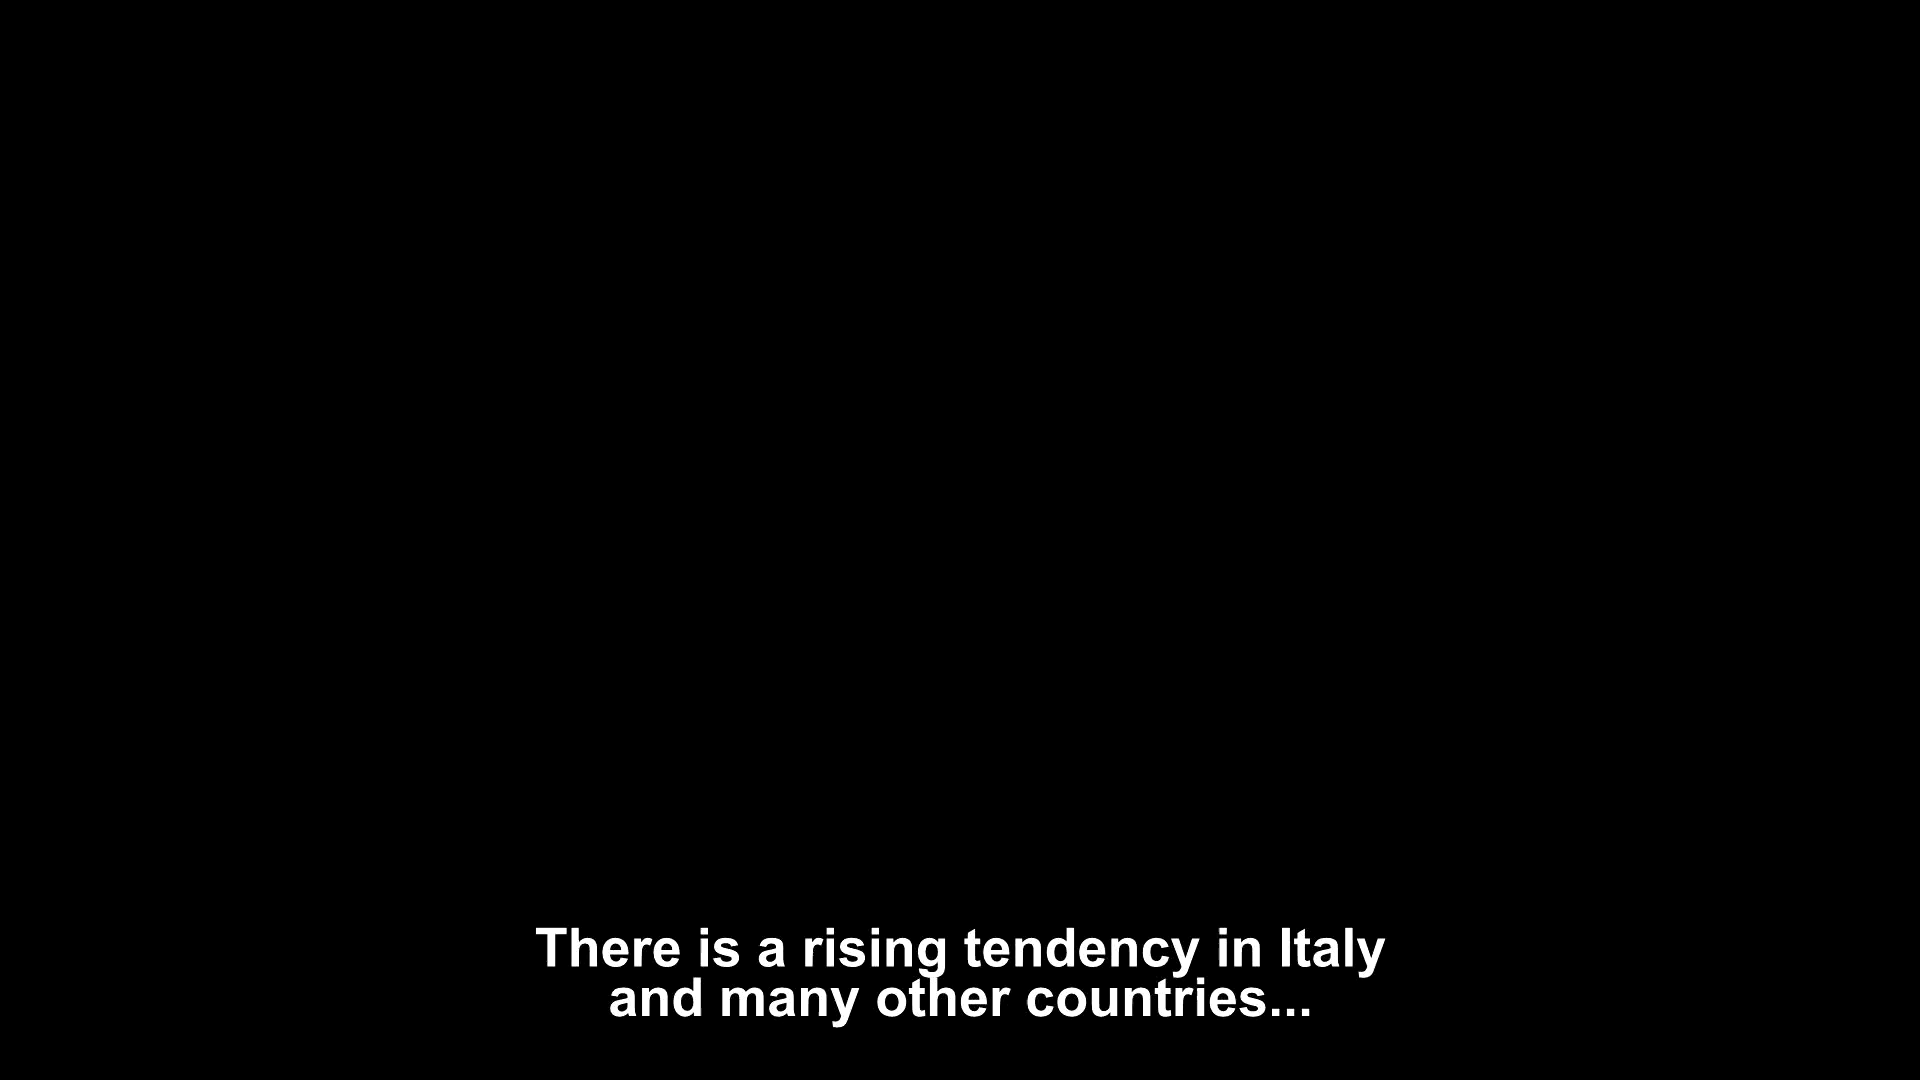 There is a rising tendency in Italy
and many other countries...